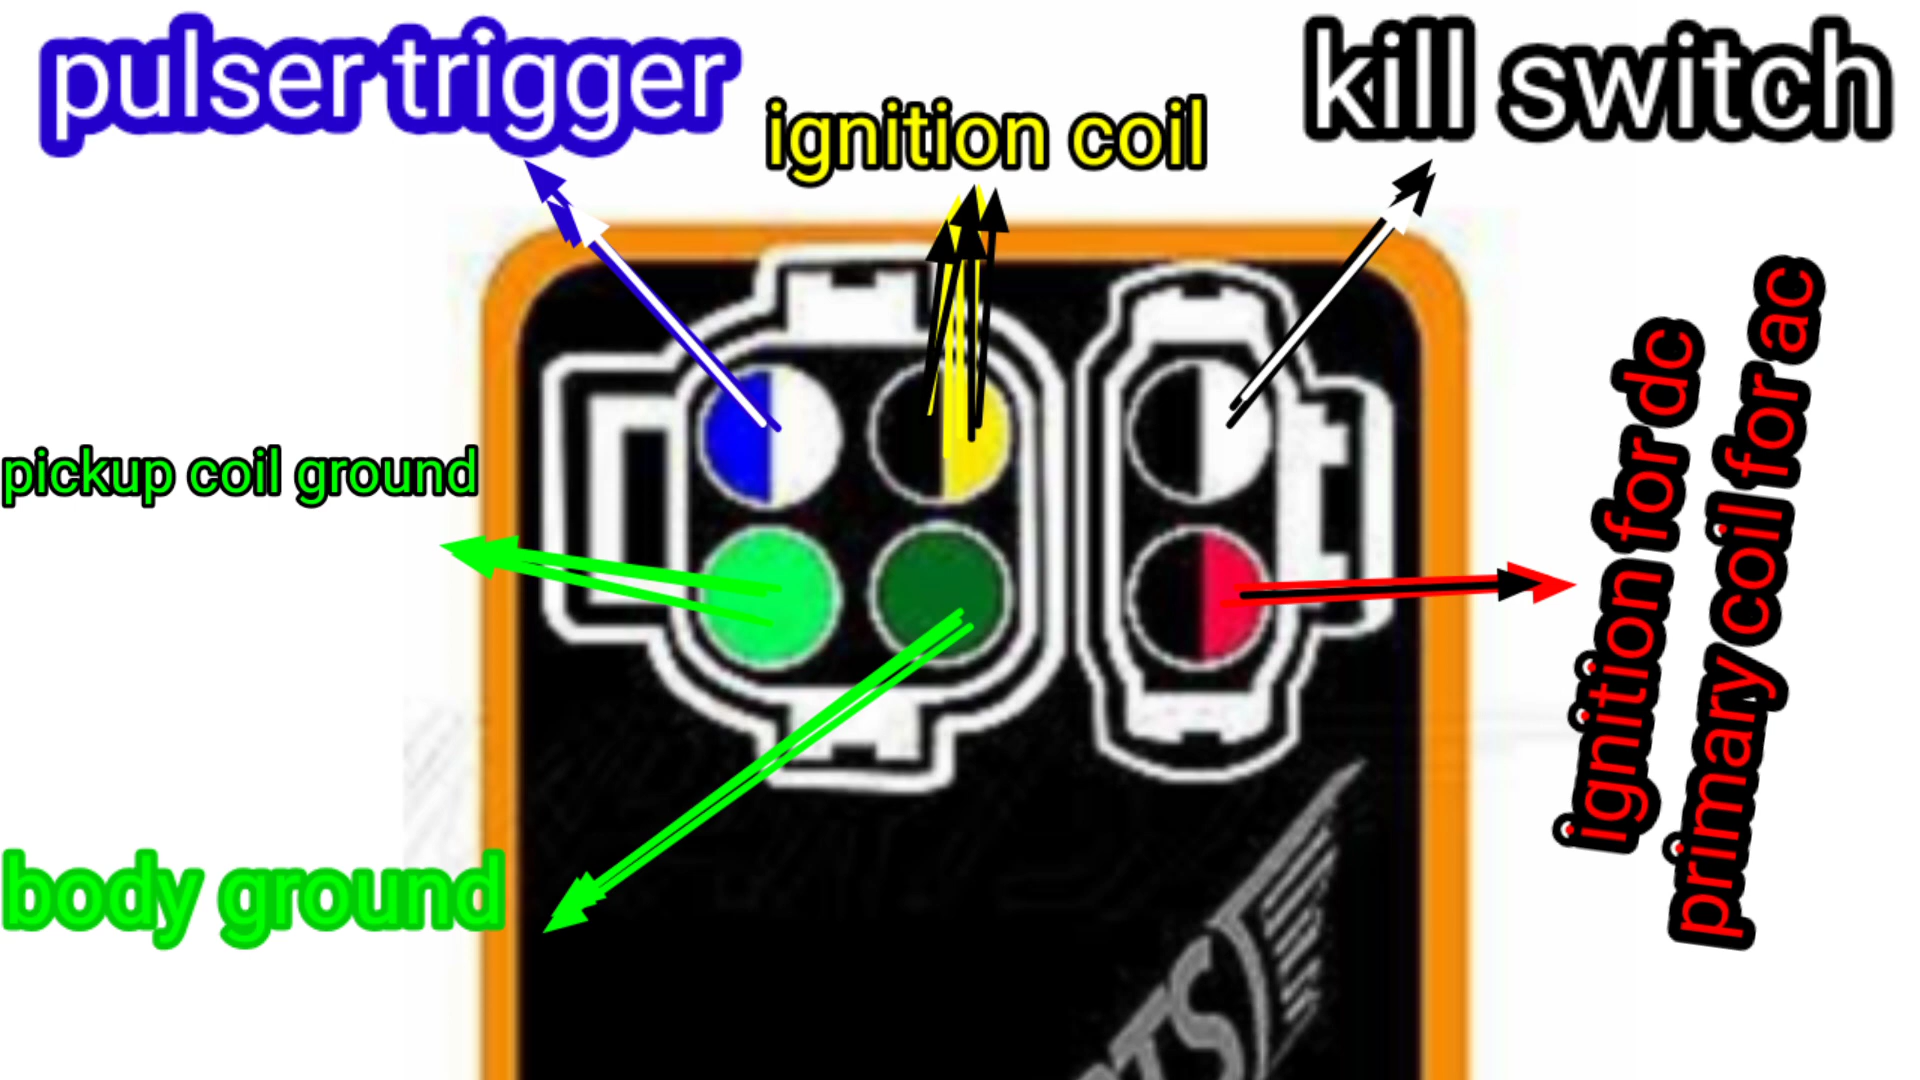 pulser trigger
ignition coil
kill switch
pickup coil ground
body ground
ignition for dc
primary coil for ac